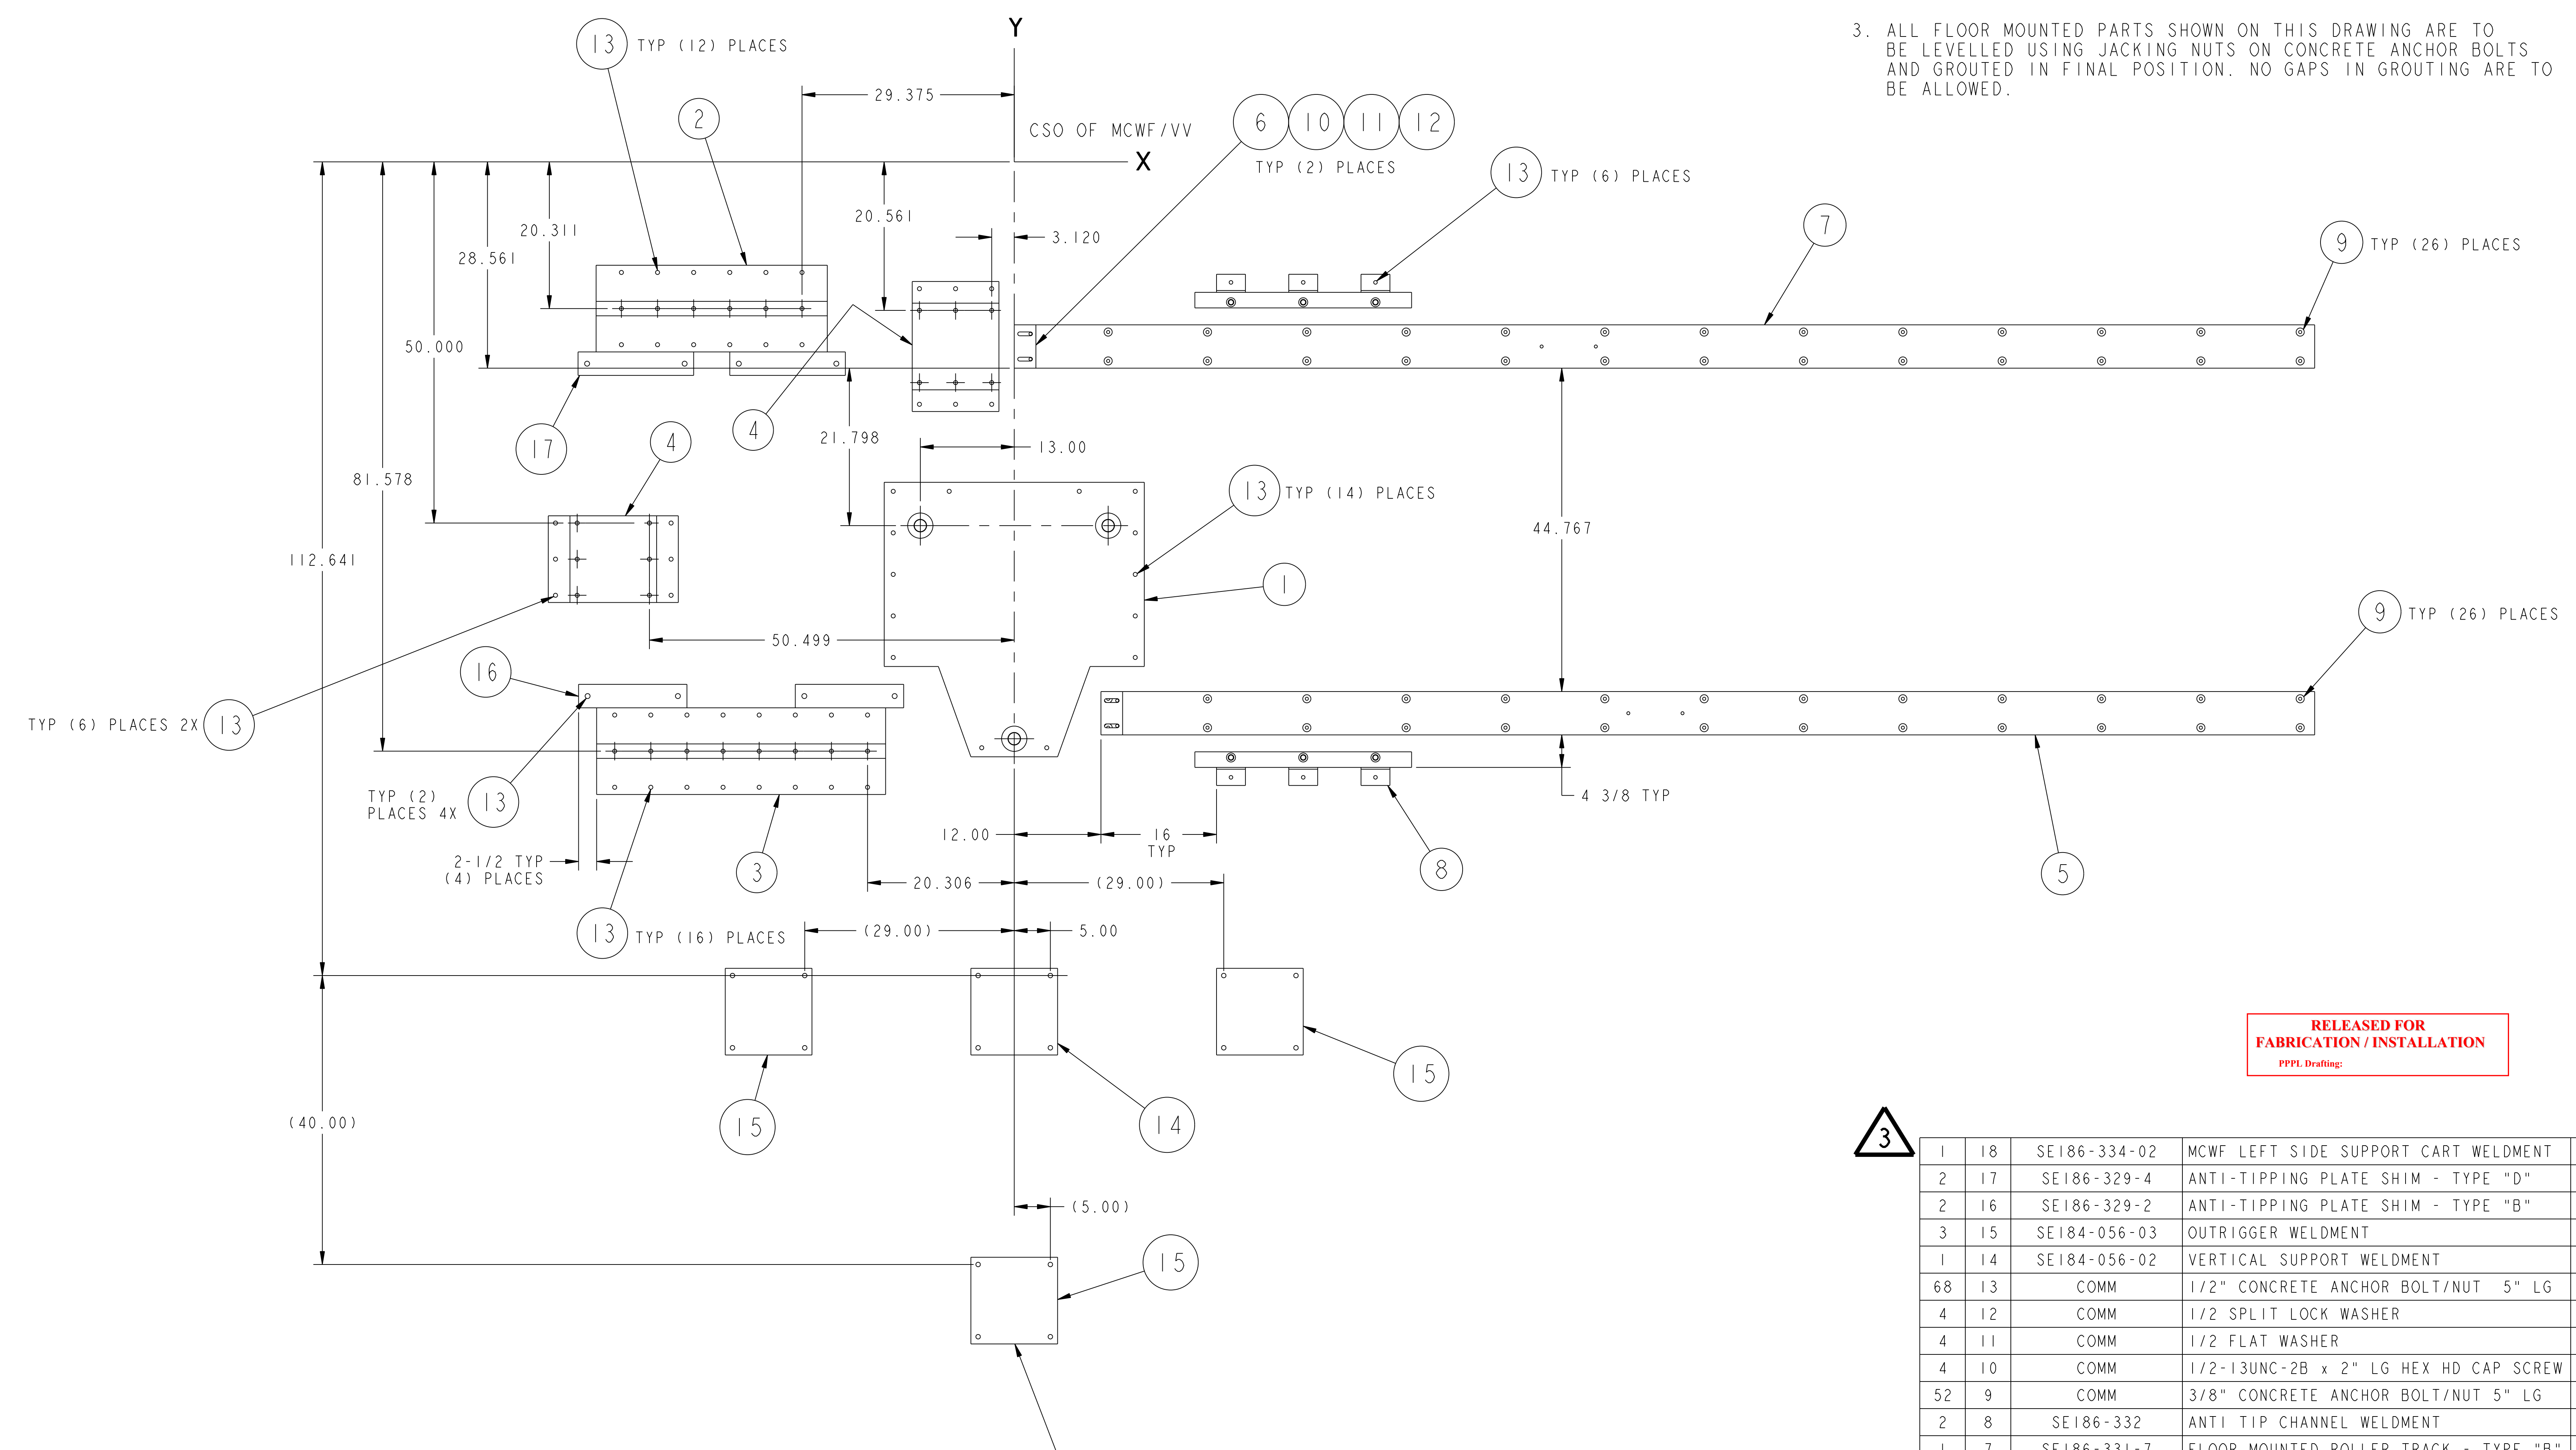 3. ALL FLOOR MOUNTED PARTS SHOWN ON THIS DRAWING ARE TO
BE LEVELLED USING JACKING NUTS ON CONCRETE ANCHOR BOLTS
AND GROUTED IN FINAL POSITION. NO GAPS IN GROUTING ARE TO
BE ALLOWED.
Y
13 TYP (12) PLACES
29.375
2
CSO OF MCWF/VV
X
6 10 11 12
TYP (2) PLACES
13 TYP (6) PLACES
7
9 TYP (26) PLACES
20.311
20.561
3.120
28.561
50.000
17
4
4
21.798
13.00
81.578
13 TYP (14) PLACES
44.767
112.641
1
9 TYP (26) PLACES
50.499
16
TYP (6) PLACES 2X 13
TYP (2)
PLACES 4X 13
4 3/8 TYP
12.00
16
TYP
2-1/2 TYP
(4) PLACES
3
8
5
20.306
(29.00)
13 TYP (16) PLACES
(29.00)
5.00
RELEASED FOR
FABRICATION / INSTALLATION
PPPL Drafting:
15
14
15
(40.00)
(5.00)
15
3
1 18 SE186-334-02 MCWF LEFT SIDE SUPPORT CART WELDMENT
2 17 SE186-329-4 ANTI-TIPPING PLATE SHIM - TYPE "D"
2 16 SE186-329-2 ANTI-TIPPING PLATE SHIM - TYPE "B"
3 15 SE184-056-03 OUTRIGGER WELDMENT
1 14 SE184-056-02 VERTICAL SUPPORT WELDMENT
68 13 COMM 1/2" CONCRETE ANCHOR BOLT/NUT 5" LG
4 12 COMM 1/2 SPLIT LOCK WASHER
4 11 COMM 1/2 FLAT WASHER
4 10 COMM 1/2-13UNC-2B x 2" LG HEX HD CAP SCREW
52 9 COMM 3/8" CONCRETE ANCHOR BOLT/NUT 5" LG
2 8 SE186-332 ANTI TIP CHANNEL WELDMENT
1 7 SE186-331-7 FLOOR MOUNTED ROLLER TRACK - TYPE "B"